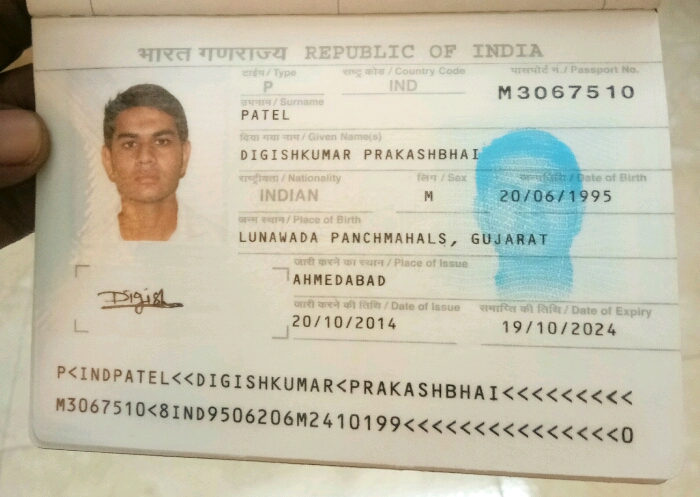 भारत गणराज्य REPUBLIC OF INDIA
टाईप / Type राष्ट्र कोड / Country Code पासपोर्ट नं. / Passport No.
P IND M3067510
उपनाम / Surname
PATEL
दिया गया नाम / Given Name(s)
DIGISHKUMAR PRAKASHBHAI
राष्ट्रीयता / Nationality लिंग / Sex जन्मतिथि / Date of Birth
INDIAN M 20/06/1995
जन्म स्थान / Place of Birth
LUNAWADA PANCHMAHALS, GUJARAT
जारी करने का स्थान / Place of Issue
AHMEDABAD
जारी करने की तिथि / Date of Issue समाप्ति की तिथि / Date of Expiry
20/10/2014 19/10/2024
Digish
P<INDPATEL<<DIGISHKUMAR<PRAKASHBHAI<<<<<<<<<
M3067510<8IND9506206M2410199<<<<<<<<<<<<<<<0